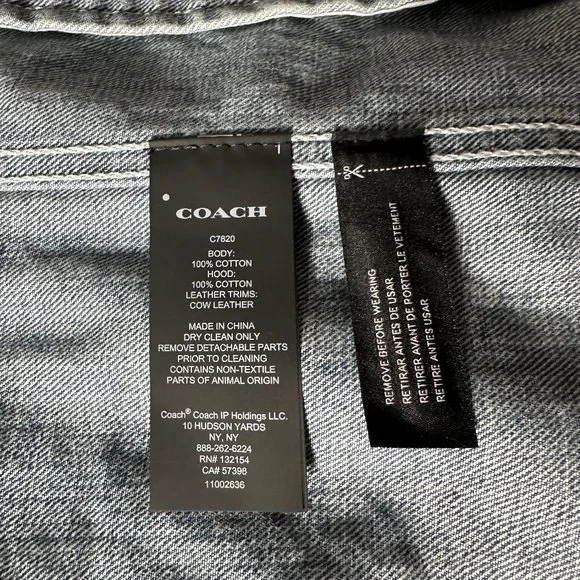 COACH
C7820
BODY:
100% COTTON
HOOD:
100% COTTON
LEATHER TRIMS:
COW LEATHER
MADE IN CHINA
DRY CLEAN ONLY
REMOVE DETACHABLE PARTS
PRIOR TO CLEANING
CONTAINS NON-TEXTILE
PARTS OF ANIMAL ORIGIN
Coach® Coach IP Holdings LLC.
10 HUDSON YARDS
NY, NY
888-262-6224
RN# 132154
CA# 57398
11002636
REMOVE BEFORE WEARING
RETIRAR ANTES DE USAR
RETIRER AVANT DE PORTER LE VETEMENT
RETIRE ANTES USAR